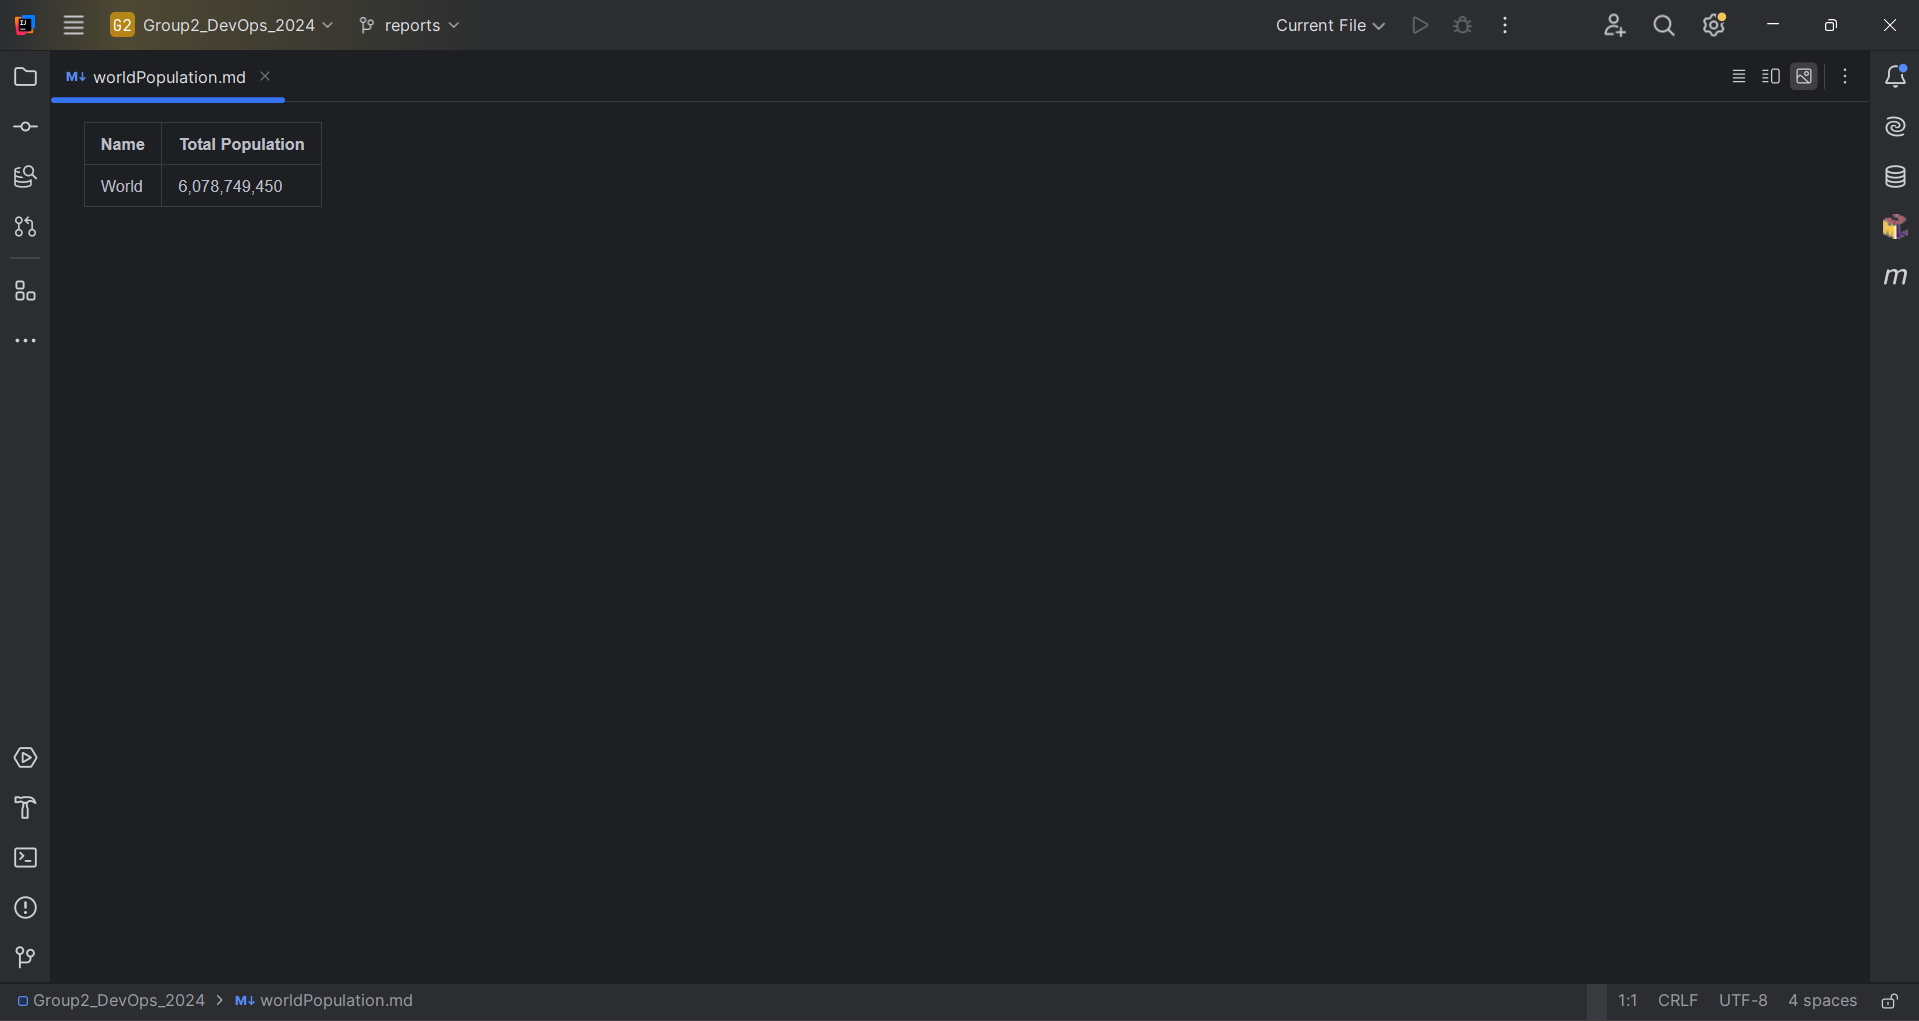 G2 Group2_DevOps_2024 reports Current File
M↓ worldPopulation.md
Name Total Population
World 6,078,749,450
m
Group2_DevOps_2024 > M↓ worldPopulation.md 1:1 CRLF UTF-8 4 spaces